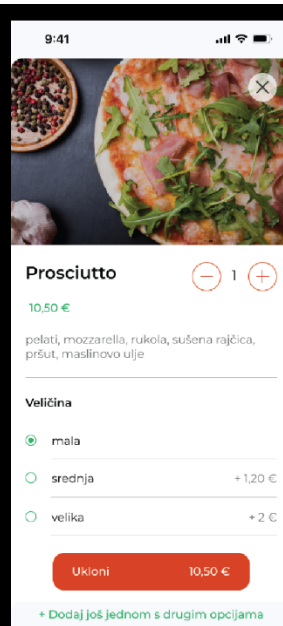 9:41
Prosciutto
1
10,50 €
pelati, mozzarella, rukola, sušena rajčica,
pršut, maslinovo ulje
Veličina
mala
srednja + 1,20 €
velika + 2 €
Ukloni 10,50 €
+ Dodaj još jednom s drugim opcijama